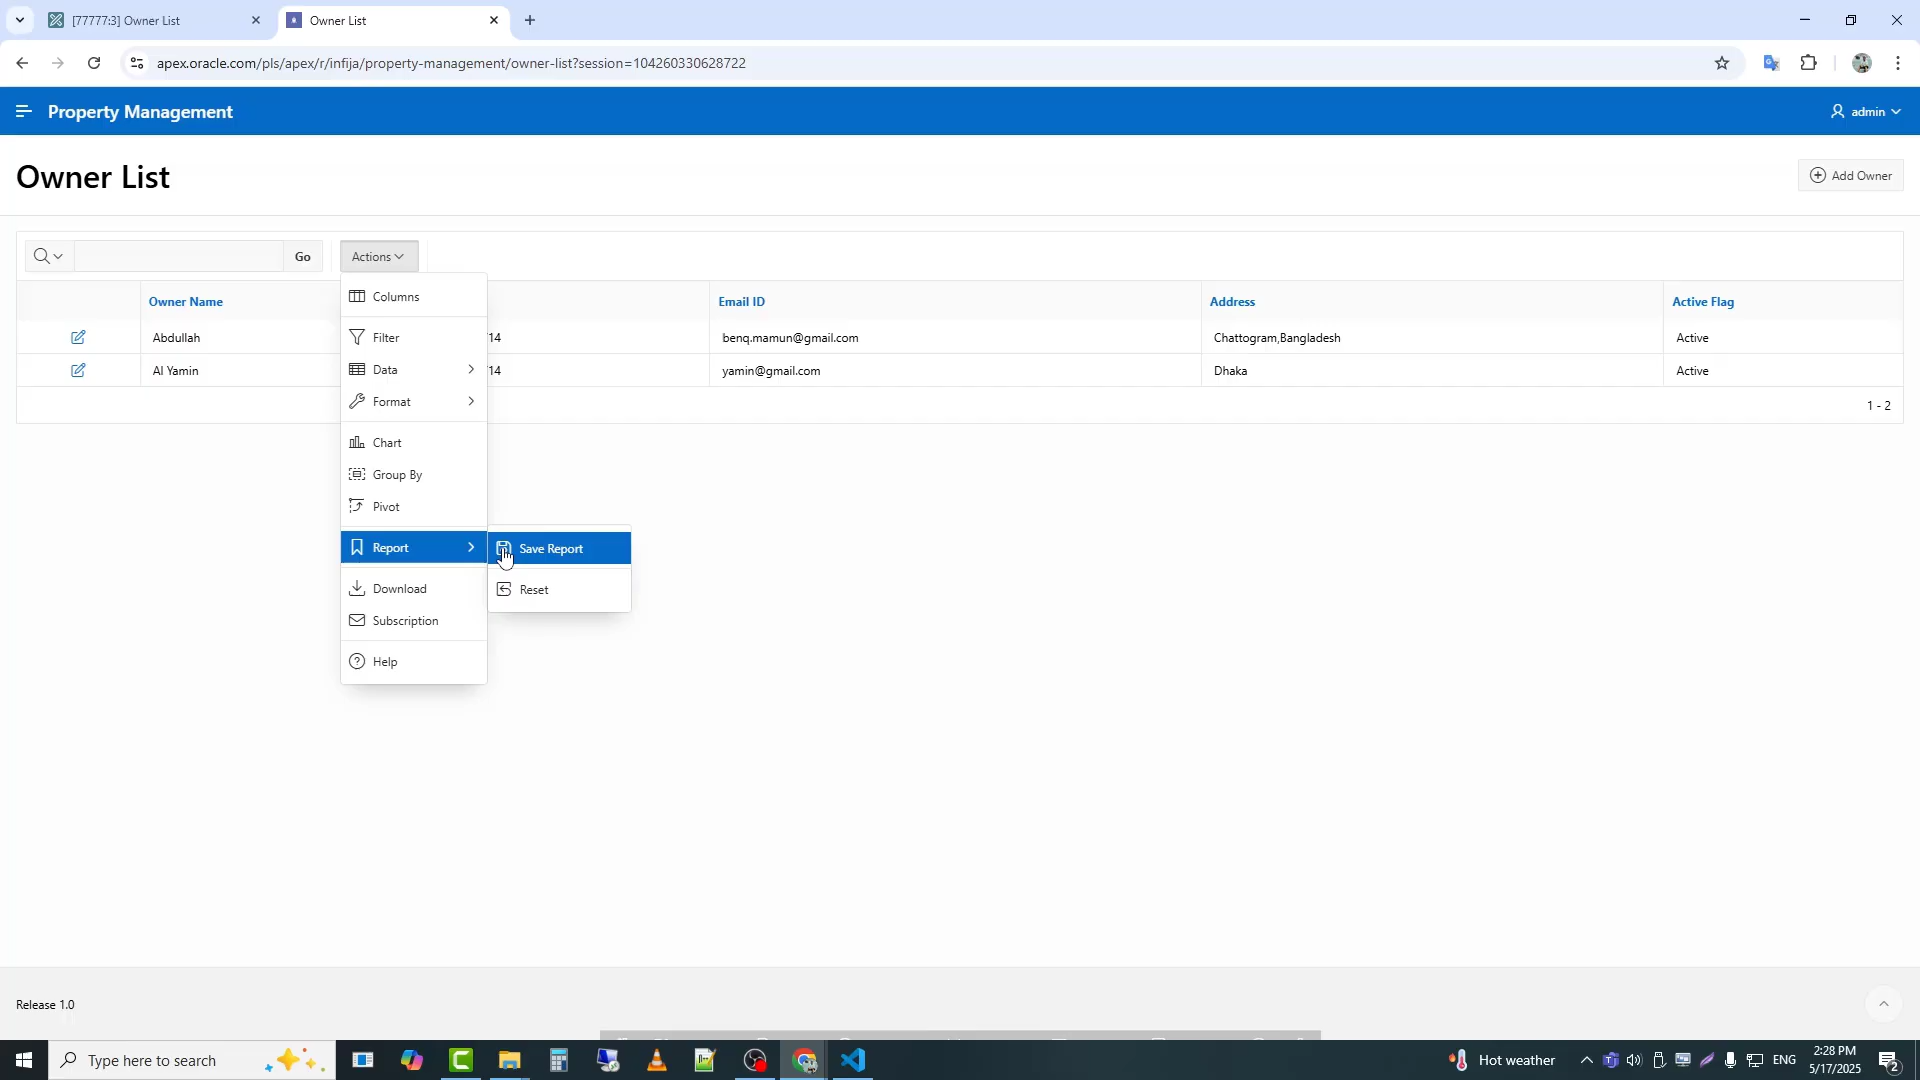 [77777:3] Owner List
Owner List
apex.oracle.com/pls/apex/r/infija/property-management/owner-list?session=104260330628722
Property Management
admin
Owner List
Add Owner
Go
Actions
Owner Name
Email ID
Address
Active Flag
Abdullah
14
benq.mamun@gmail.com
Chattogram,Bangladesh
Active
Al Yamin
14
yamin@gmail.com
Dhaka
Active
1 - 2
Columns
Filter
Data
Format
Chart
Group By
Pivot
Report
Save Report
Reset
Download
Subscription
Help
Release 1.0
Type here to search
Hot weather
ENG
2:28 PM
5/17/2025
2